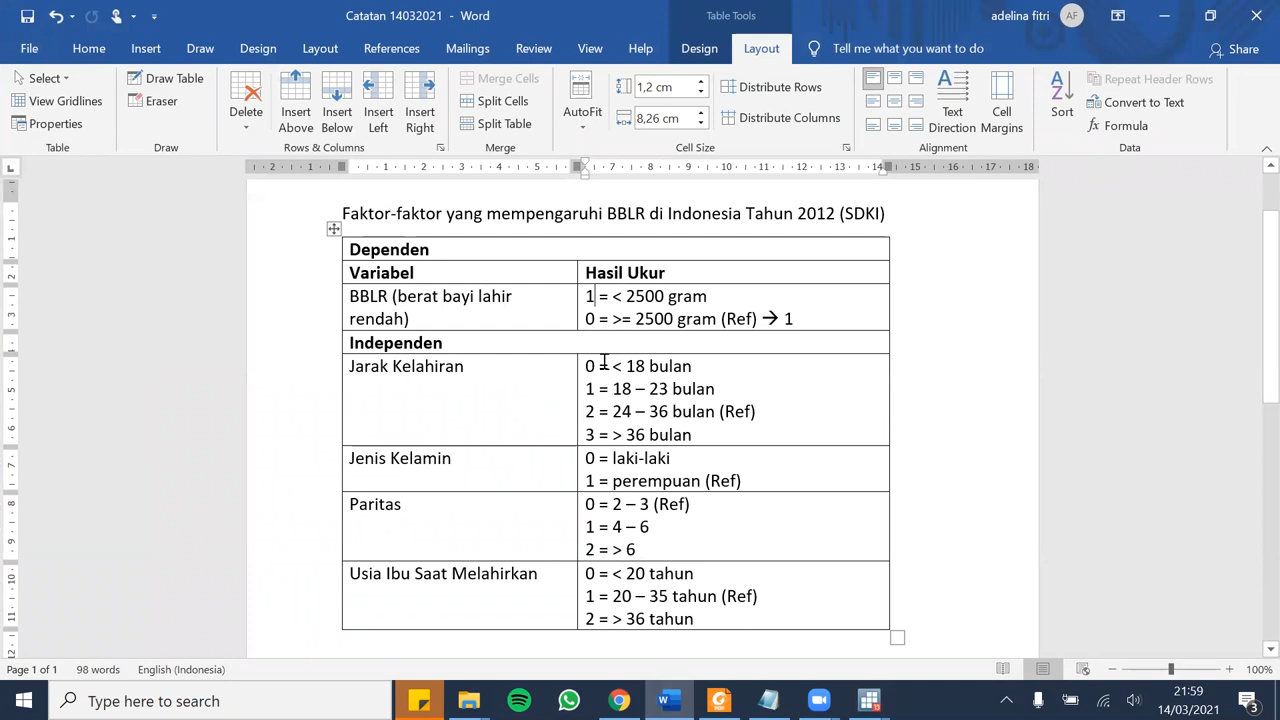 Catatan 14032021 - Word
Table Tools
adelina fitri
AF
File
Home
Insert
Draw
Design
Layout
References
Mailings
Review
View
Help
Design
Layout
Tell me what you want to do
Share
Select
View Gridlines
Properties
Table
Draw Table
Eraser
Draw
Delete
Insert Above
Insert Below
Insert Left
Insert Right
Rows & Columns
Merge Cells
Split Cells
Split Table
Merge
AutoFit
1,2 cm
8,26 cm
Distribute Rows
Distribute Columns
Cell Size
Text Direction
Cell Margins
Alignment
Sort
Repeat Header Rows
Convert to Text
Formula
Data
Faktor-faktor yang mempengaruhi BBLR di Indonesia Tahun 2012 (SDKI)
Dependen
Variabel
Hasil Ukur
BBLR (berat bayi lahir
rendah)
1 = < 2500 gram
0 = >= 2500 gram (Ref) → 1
Independen
Jarak Kelahiran
0 = < 18 bulan
1 = 18 – 23 bulan
2 = 24 – 36 bulan (Ref)
3 = > 36 bulan
Jenis Kelamin
0 = laki-laki
1 = perempuan (Ref)
Paritas
0 = 2 – 3 (Ref)
1 = 4 – 6
2 = > 6
Usia Ibu Saat Melahirkan
0 = < 20 tahun
1 = 20 – 35 tahun (Ref)
2 = > 36 tahun
Page 1 of 1
98 words
English (Indonesia)
100%
Type here to search
21:59
14/03/2021
3